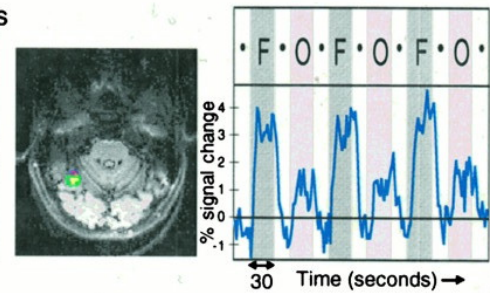 s
· F · O · F · O · F · O ·
% signal change
4
3
2
1
0
-1
30
Time (seconds) →